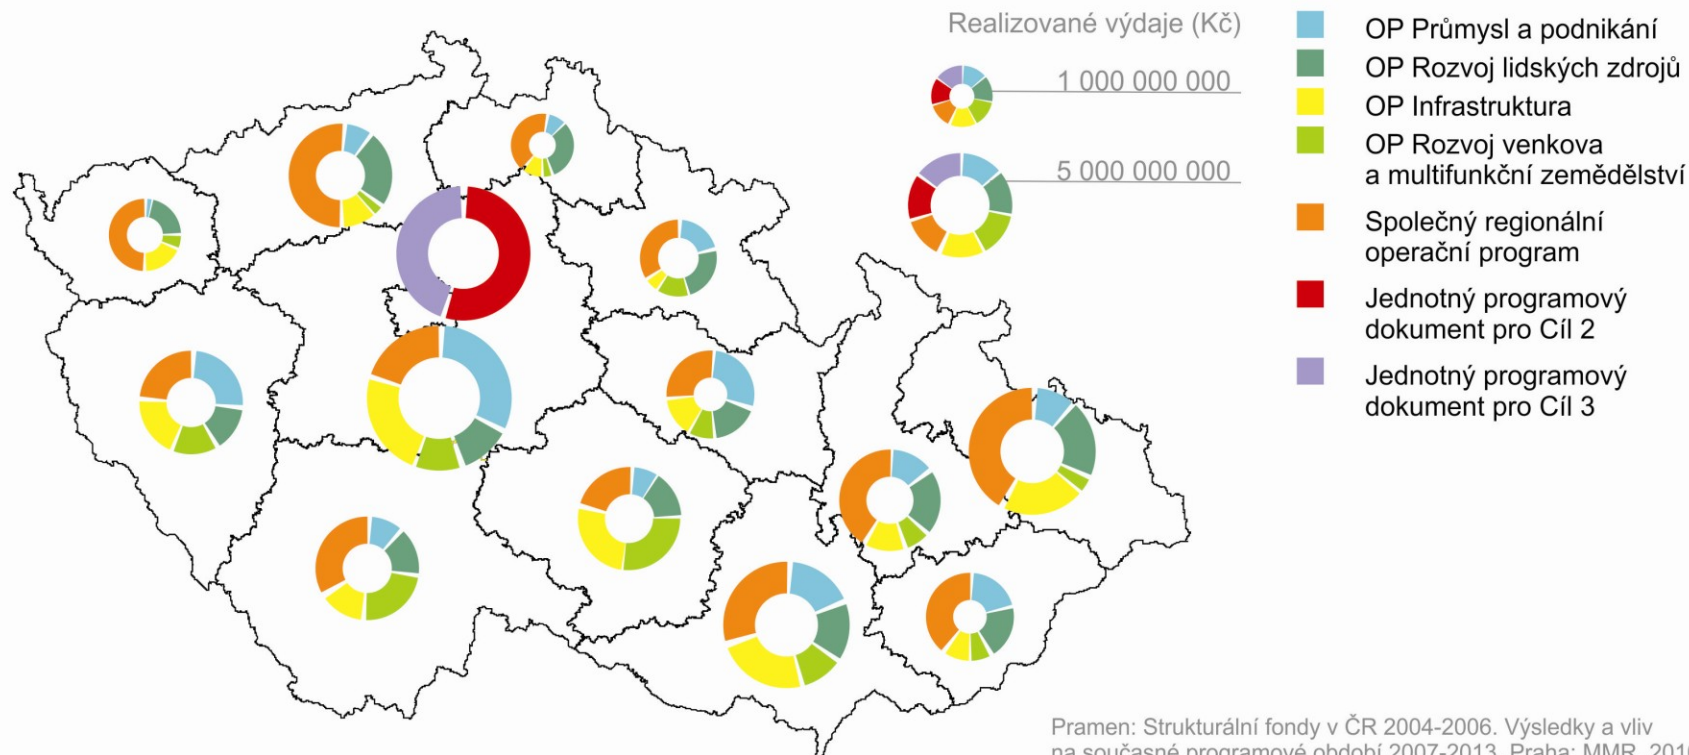 Realizované výdaje (Kč)
1 000 000 000
5 000 000 000
OP Průmysl a podnikání
OP Rozvoj lidských zdrojů
OP Infrastruktura
OP Rozvoj venkova
a multifunkční zemědělství
Společný regionální
operační program
Jednotný programový
dokument pro Cíl 2
Jednotný programový
dokument pro Cíl 3
Pramen: Strukturální fondy v ČR 2004-2006. Výsledky a vliv
na současné programové období 2007-2013. Praha: MMR, 2010